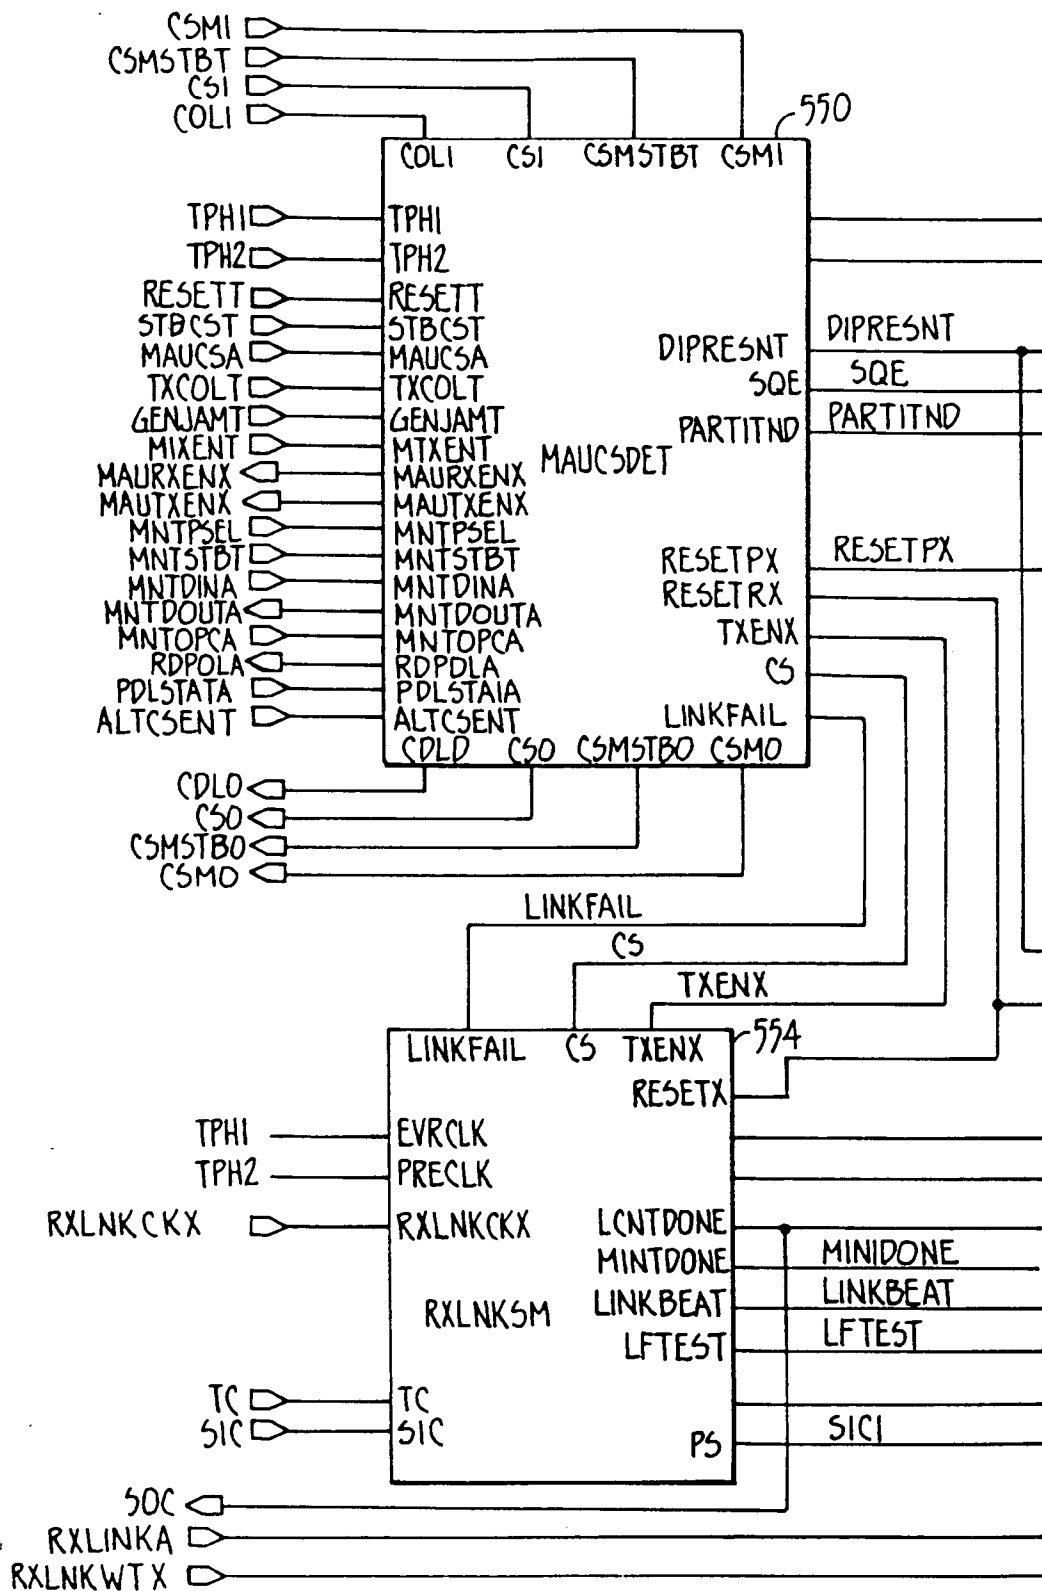 CSMI
CSMSTBT
CSI
COLI
550
COLI CSI CSMSTBT CSMI
TPHI TPHI
TPH2 TPH2
RESETT RESETT
STBCST STBCST
MAUCSA MAUCSA
TXCOLT TXCOLT
GENJAMT GENJAMT
MIXENT MTXENT
MAURXENX MAURXENX
MAUTXENX MAUTXENX
MNTPSEL MNTPSEL
MNTSTBT MNTSTBT
MNTDINA MNTDINA
MNTDOUTA MNTDOUTA
MNTOPCA MNTOPCA
RDPOLA RDPDLA
PDLSTATA PDLSTAIA
ALTCSENT ALTCSENT
MAUCSDET
DIPRESNT DIPRESNT
SQE SQE
PARTITND PARTITND
RESETPX RESETPX
RESETRX
TXENX
CS
LINKFAIL
CDLD CSO CSMSTBO CSMO
CDLO
CSO
CSMSTBO
CSMO
LINKFAIL
CS
TXENX
554
LINKFAIL CS TXENX
RESETX
TPHI EVRCLK
TPH2 PRECLK
RXLNKCKX RXLNKCKX
LCNTDONE
MINTDONE MINIDONE
LINKBEAT LINKBEAT
RXLNKSM
LFTEST LFTEST
TC TC
SIC SIC
PS SICI
SOC
RXLINKA
RXLNKWTX